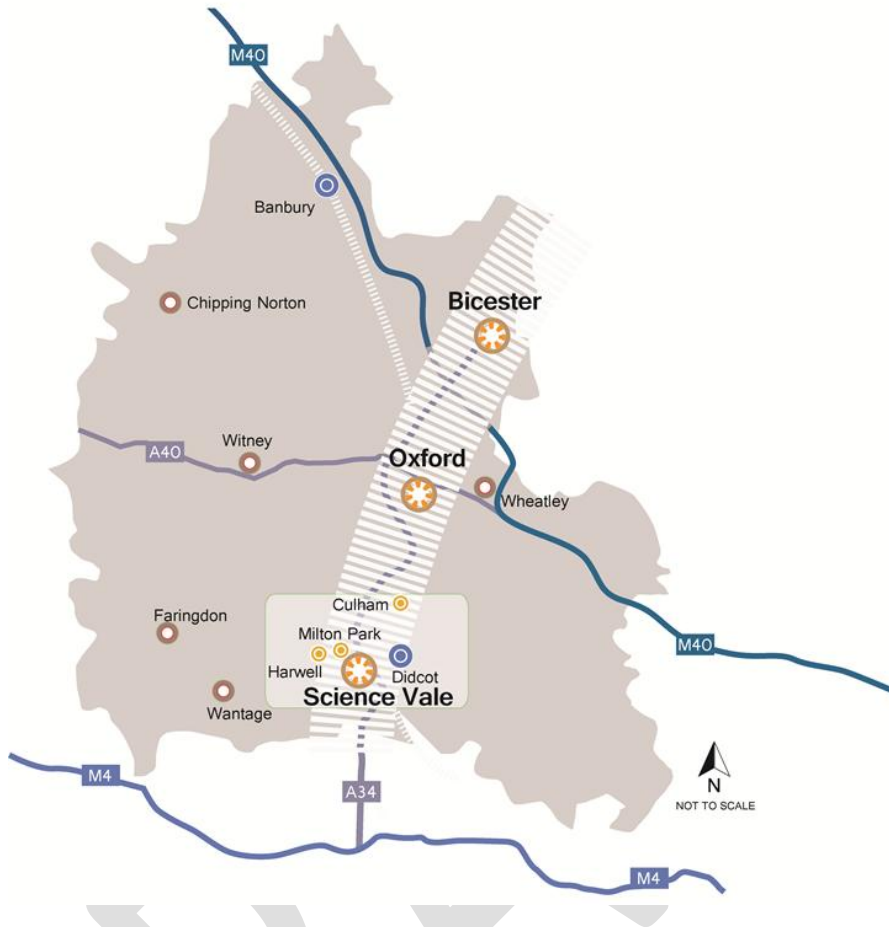 M40
Banbury
Bicester
Chipping Norton
Witney
A40
Oxford
Wheatley
Culham
Faringdon
Milton Park
M40
Harwell
Didcot
Science Vale
Wantage
M4
A34
N
NOT TO SCALE
M4